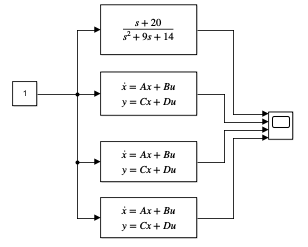 1
s + 20
s² + 9s + 14
ẋ = Ax + Bu
y = Cx + Du
ẋ = Ax + Bu
y = Cx + Du
ẋ = Ax + Bu
y = Cx + Du